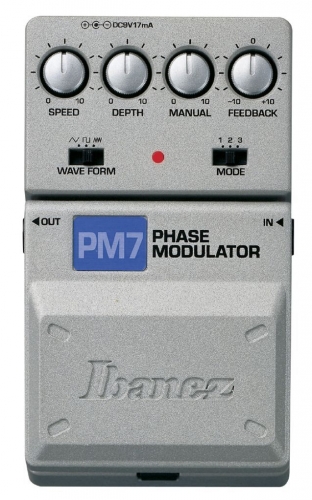 DC9V17mA
0 10 0 10 0 10 -10 0 +10
SPEED DEPTH MANUAL FEEDBACK
1 2 3
WAVE FORM MODE
◄OUT IN◄
PM7 PHASE
MODULATOR
Ibanez